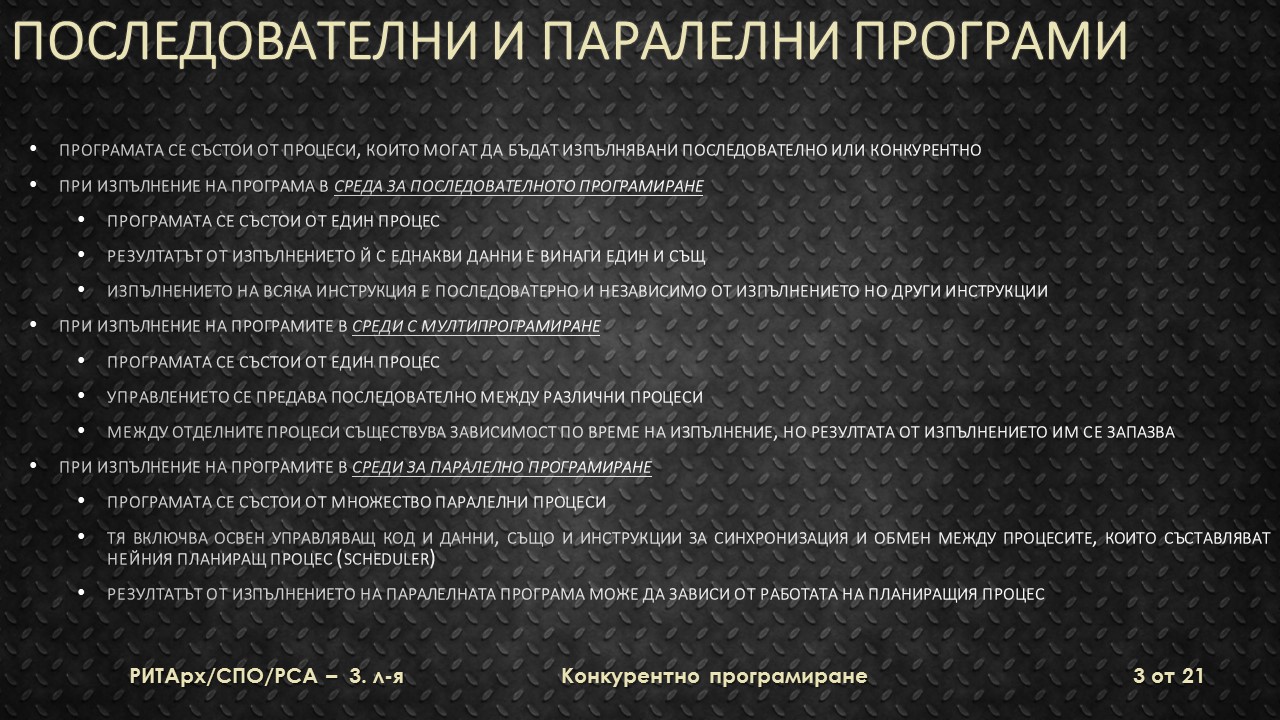 ПОСЛЕДОВАТЕЛНИ И ПАРАЛЕЛНИ ПРОГРАМИ
• ПРОГРАМАТА СЕ СЪСТОИ ОТ ПРОЦЕСИ, КОИТО МОГАТ ДА БЪДАТ ИЗПЪЛНЯВАНИ ПОСЛЕДОВАТЕЛНО ИЛИ КОНКУРЕНТНО
• ПРИ ИЗПЪЛНЕНИЕ НА ПРОГРАМА В СРЕДА ЗА ПОСЛЕДОВАТЕЛНОТО ПРОГРАМИРАНЕ
• ПРОГРАМАТА СЕ СЪСТОИ ОТ ЕДИН ПРОЦЕС
• РЕЗУЛТАТЪТ ОТ ИЗПЪЛНЕНИЕТО Й С ЕДНАКВИ ДАННИ Е ВИНАГИ ЕДИН И СЪЩ
• ИЗПЪЛНЕНИЕТО НА ВСЯКА ИНСТРУКЦИЯ Е ПОСЛЕДОВАТЕРНО И НЕЗАВИСИМО ОТ ИЗПЪЛНЕНИЕТО НО ДРУГИ ИНСТРУКЦИИ
• ПРИ ИЗПЪЛНЕНИЕ НА ПРОГРАМИТЕ В СРЕДИ С МУЛТИПРОГРАМИРАНЕ
• ПРОГРАМАТА СЕ СЪСТОИ ОТ ЕДИН ПРОЦЕС
• УПРАВЛЕНИЕТО СЕ ПРЕДАВА ПОСЛЕДОВАТЕЛНО МЕЖДУ РАЗЛИЧНИ ПРОЦЕСИ
• МЕЖДУ ОТДЕЛНИТЕ ПРОЦЕСИ СЪЩЕСТВУВА ЗАВИСИМОСТ ПО ВРЕМЕ НА ИЗПЪЛНЕНИЕ, НО РЕЗУЛТАТА ОТ ИЗПЪЛНЕНИЕТО ИМ СЕ ЗАПАЗВА
• ПРИ ИЗПЪЛНЕНИЕ НА ПРОГРАМИТЕ В СРЕДИ ЗА ПАРАЛЕЛНО ПРОГРАМИРАНЕ
• ПРОГРАМАТА СЕ СЪСТОИ ОТ МНОЖЕСТВО ПАРАЛЕЛНИ ПРОЦЕСИ
• ТЯ ВКЛЮЧВА ОСВЕН УПРАВЛЯВАЩ КОД И ДАННИ, СЪЩО И ИНСТРУКЦИИ ЗА СИНХРОНИЗАЦИЯ И ОБМЕН МЕЖДУ ПРОЦЕСИТЕ, КОИТО СЪСТАВЛЯВАТ
НЕЙНИЯ ПЛАНИРАЩ ПРОЦЕС (SCHEDULER)
• РЕЗУЛТАТЪТ ОТ ИЗПЪЛНЕНИЕТО НА ПАРАЛЕЛНАТА ПРОГРАМА МОЖЕ ДА ЗАВИСИ ОТ РАБОТАТА НА ПЛАНИРАЩИЯ ПРОЦЕС
РИТАрх/СПО/РСА – 3. л-я Конкурентно програмиране 3 от 21